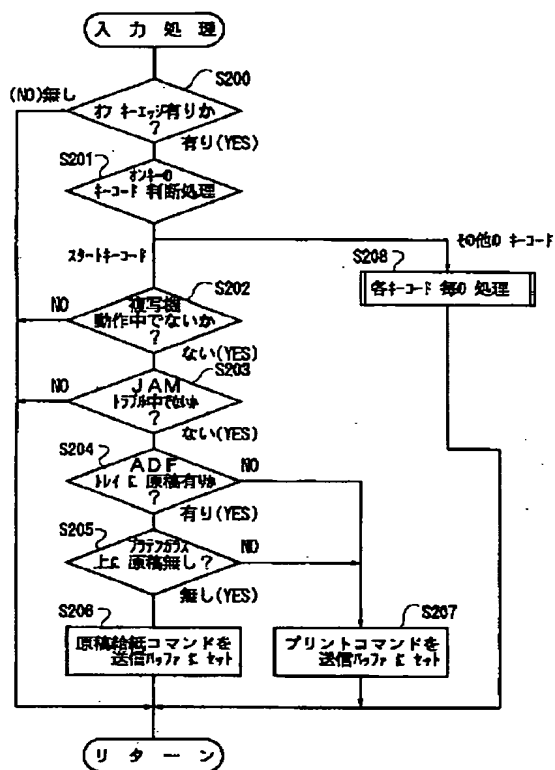 入力処理
S200
(NO)無し
オン キーエッジ有りか
?
有り(YES)
S201
オンキーの
キーコード 判断処理
スタートキーコード
その他の キーコード
S208
各キーコード 毎の 処理
S202
NO
複写機
動作中でないか
?
ない(YES)
S203
NO
JAM
トラブル中でないか
?
ない(YES)
S204
ADF
NO
トレイ に 原稿有りか
?
有り(YES)
S205
プラテンガラス
NO
上に 原稿無し?
無し(YES)
S206
原稿給紙コマンドを
送信バッファ に セット
S207
プリントコマンドを
送信バッファ に セット
リターン